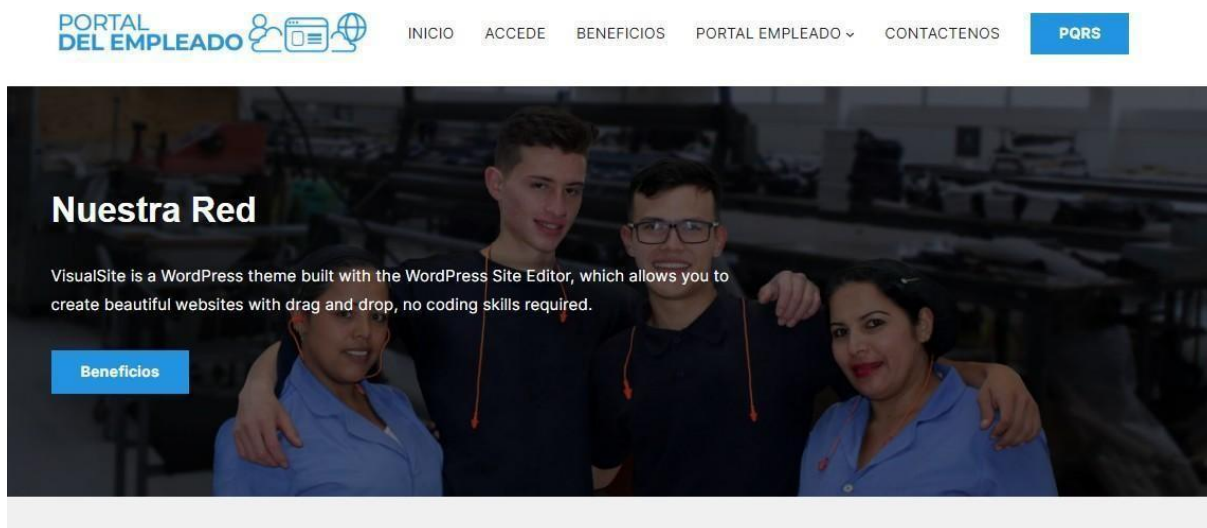 PORTAL
DEL EMPLEADO
INICIO ACCEDE BENEFICIOS PORTAL EMPLEADO CONTACTENOS PQRS
Nuestra Red
VisualSite is a WordPress theme built with the WordPress Site Editor, which allows you to
create beautiful websites with drag and drop, no coding skills required.
Beneficios